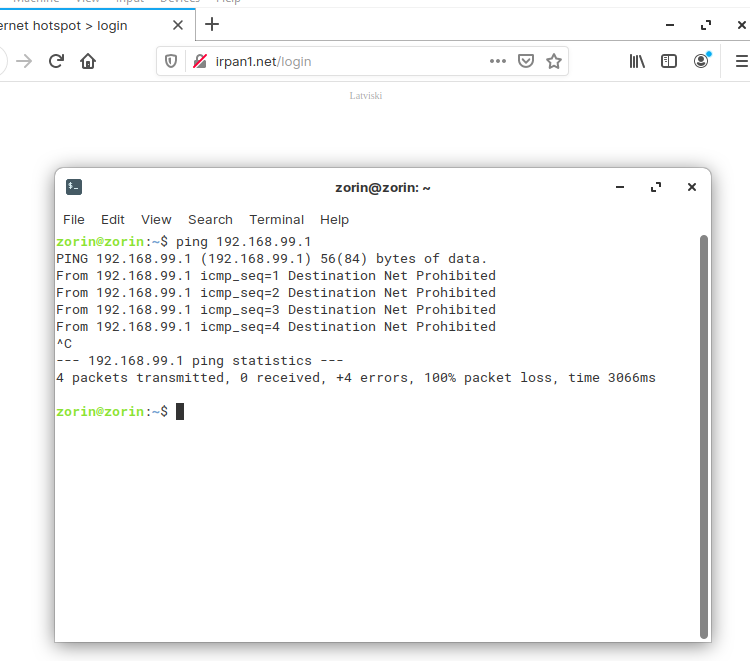 Machine View Input Devices Help
ernet hotspot > login
irpan1.net/login
Latviski
zorin@zorin: ~
File Edit View Search Terminal Help
zorin@zorin:~$ ping 192.168.99.1
PING 192.168.99.1 (192.168.99.1) 56(84) bytes of data.
From 192.168.99.1 icmp_seq=1 Destination Net Prohibited
From 192.168.99.1 icmp_seq=2 Destination Net Prohibited
From 192.168.99.1 icmp_seq=3 Destination Net Prohibited
From 192.168.99.1 icmp_seq=4 Destination Net Prohibited
^C
--- 192.168.99.1 ping statistics ---
4 packets transmitted, 0 received, +4 errors, 100% packet loss, time 3066ms
zorin@zorin:~$